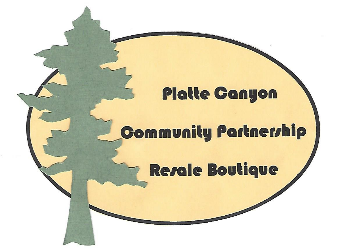 Platte Canyon
Community Partnership
Resale Boutique